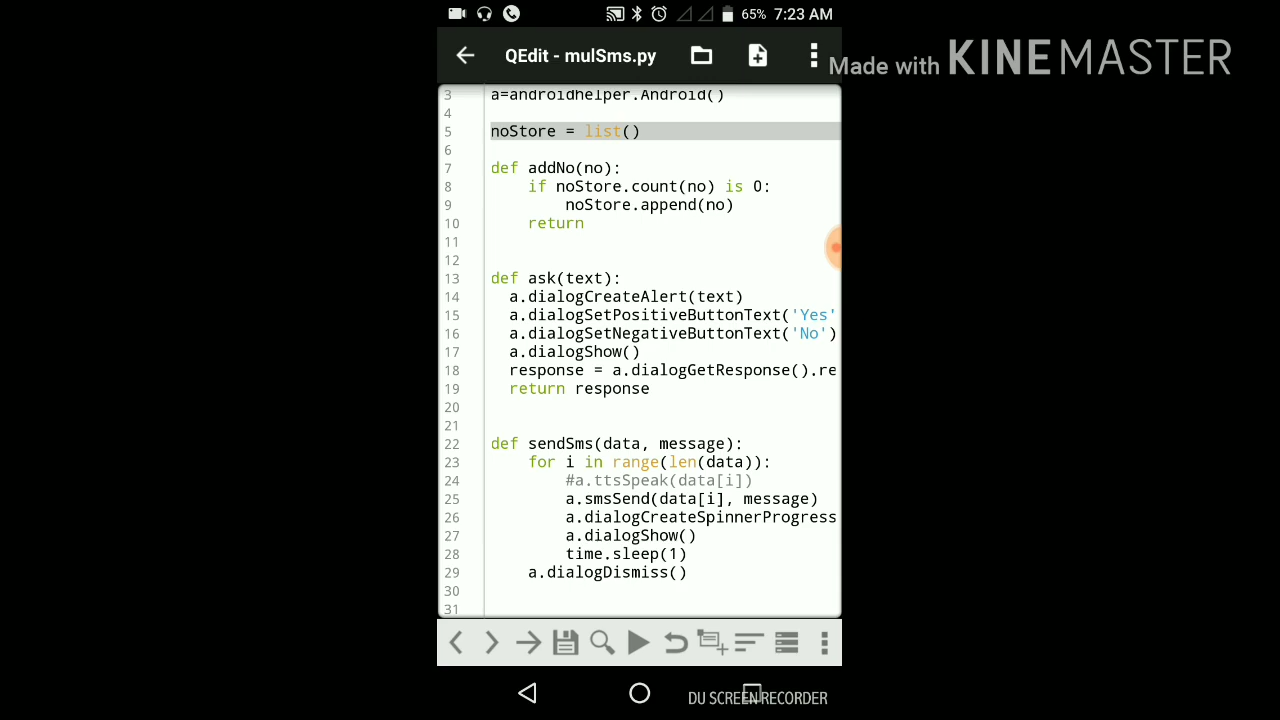 65% 7:23 AM
QEdit - mulSms.py
Made with KINEMASTER
3 a=androidhelper.Android()
4
5 noStore = list()
6
7 def addNo(no):
8 if noStore.count(no) is 0:
9 noStore.append(no)
10 return
11
12
13 def ask(text):
14 a.dialogCreateAlert(text)
15 a.dialogSetPositiveButtonText('Yes'
16 a.dialogSetNegativeButtonText('No')
17 a.dialogShow()
18 response = a.dialogGetResponse().re
19 return response
20
21
22 def sendSms(data, message):
23 for i in range(len(data)):
24 #a.ttsSpeak(data[i])
25 a.smsSend(data[i], message)
26 a.dialogCreateSpinnerProgress
27 a.dialogShow()
28 time.sleep(1)
29 a.dialogDismiss()
30
31
DU SCREEN RECORDER